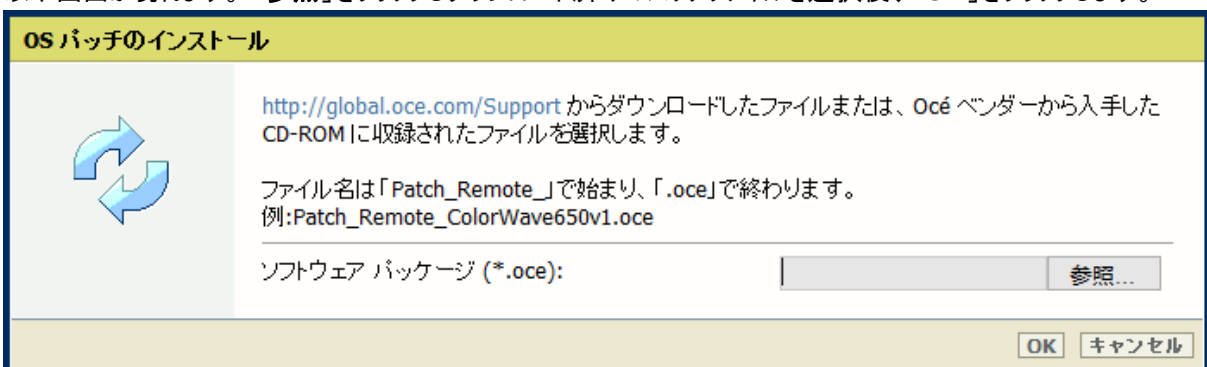 OS パッチのインストール
http://global.oce.com/Support からダウンロードしたファイルまたは、Océ ベンダーから入手した
CD-ROM に収録されたファイルを選択します。
ファイル名は「Patch_Remote_」で始まり、「.oce」で終わります。
例:Patch_Remote_ColorWave650v1.oce
ソフトウェア パッケージ (*.oce):
参照...
OK キャンセル